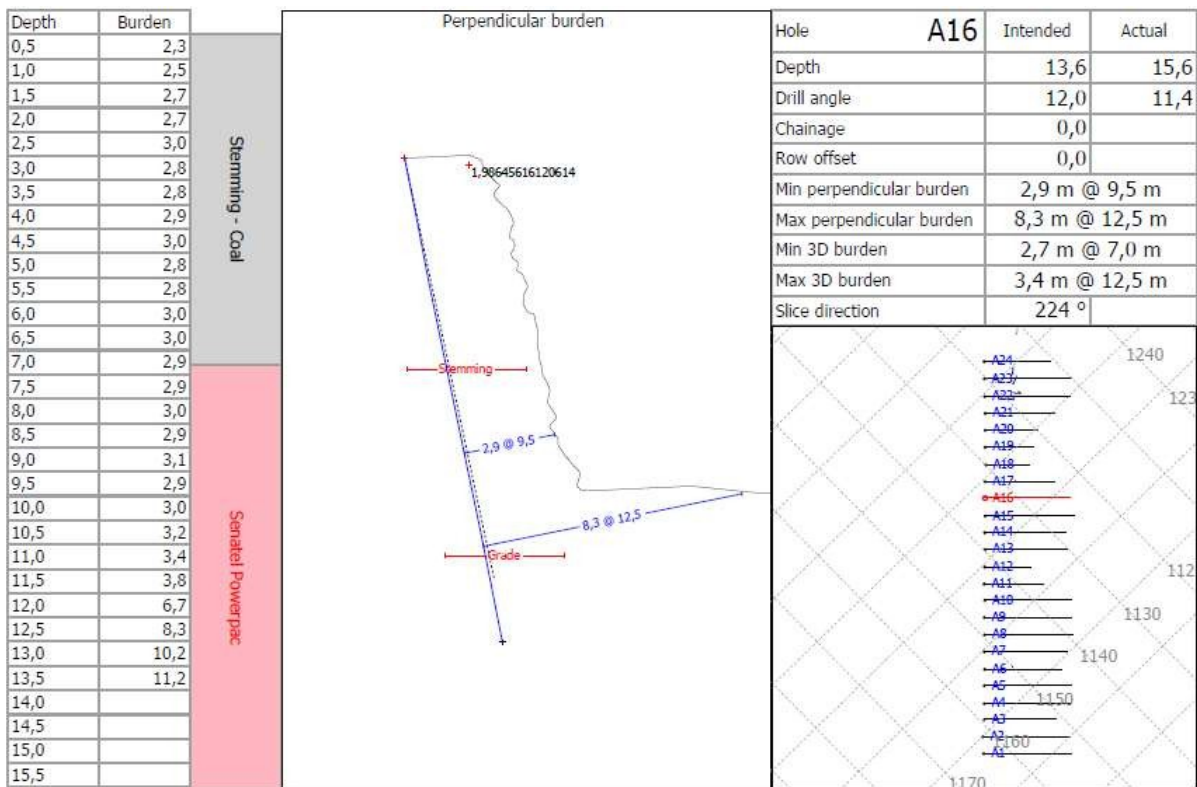 Depth Burden
0,5 2,3
1,0 2,5
1,5 2,7
2,0 2,7
2,5 3,0
3,0 2,8
3,5 2,8
4,0 2,9
4,5 3,0
5,0 2,8
5,5 2,8
6,0 3,0
6,5 3,0
7,0 2,9
7,5 2,9
8,0 3,0
8,5 2,9
9,0 3,1
9,5 2,9
10,0 3,0
10,5 3,2
11,0 3,4
11,5 3,8
12,0 6,7
12,5 8,3
13,0 10,2
13,5 11,2
14,0
14,5
15,0
15,5
Stemming - Coal
Senatel Powerpac
Perpendicular burden
1,98645616120614
Stemming
2,9 @ 9,5
8,3 @ 12,5
Grade
Hole A16 Intended Actual
Depth 13,6 15,6
Drill angle 12,0 11,4
Chainage 0,0
Row offset 0,0
Min perpendicular burden 2,9 m @ 9,5 m
Max perpendicular burden 8,3 m @ 12,5 m
Min 3D burden 2,7 m @ 7,0 m
Max 3D burden 3,4 m @ 12,5 m
Slice direction 224 º
1240
A24
A23
A22
123
A21
A20
A19
A18
A17
A16
A15
A14
A13
A12
112
A11
A10
1130
A9
A8
A7
1140
A6
A5
A4
1150
A3
A2
1160
A1
1170